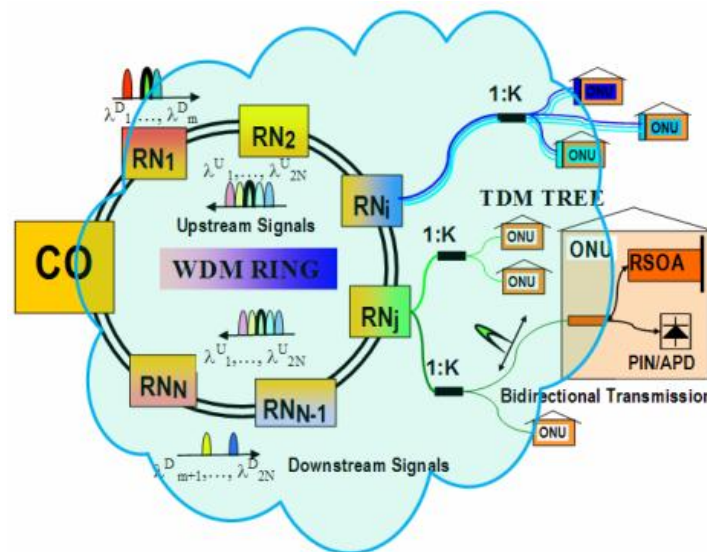 λD1,..., λDm
RN1
RN2
1:K
ONU
ONU
ONU
λU1,..., λU2N
Upstream Signals
RNi
TDM TREE
CO
WDM RING
1:K
ONU
ONU
ONU
RSOA
RNj
λU1,..., λU2N
1:K
PIN/APD
RNN
RNN-1
Bidirectional Transmission
ONU
λDm+1,..., λD2N
Downstream Signals